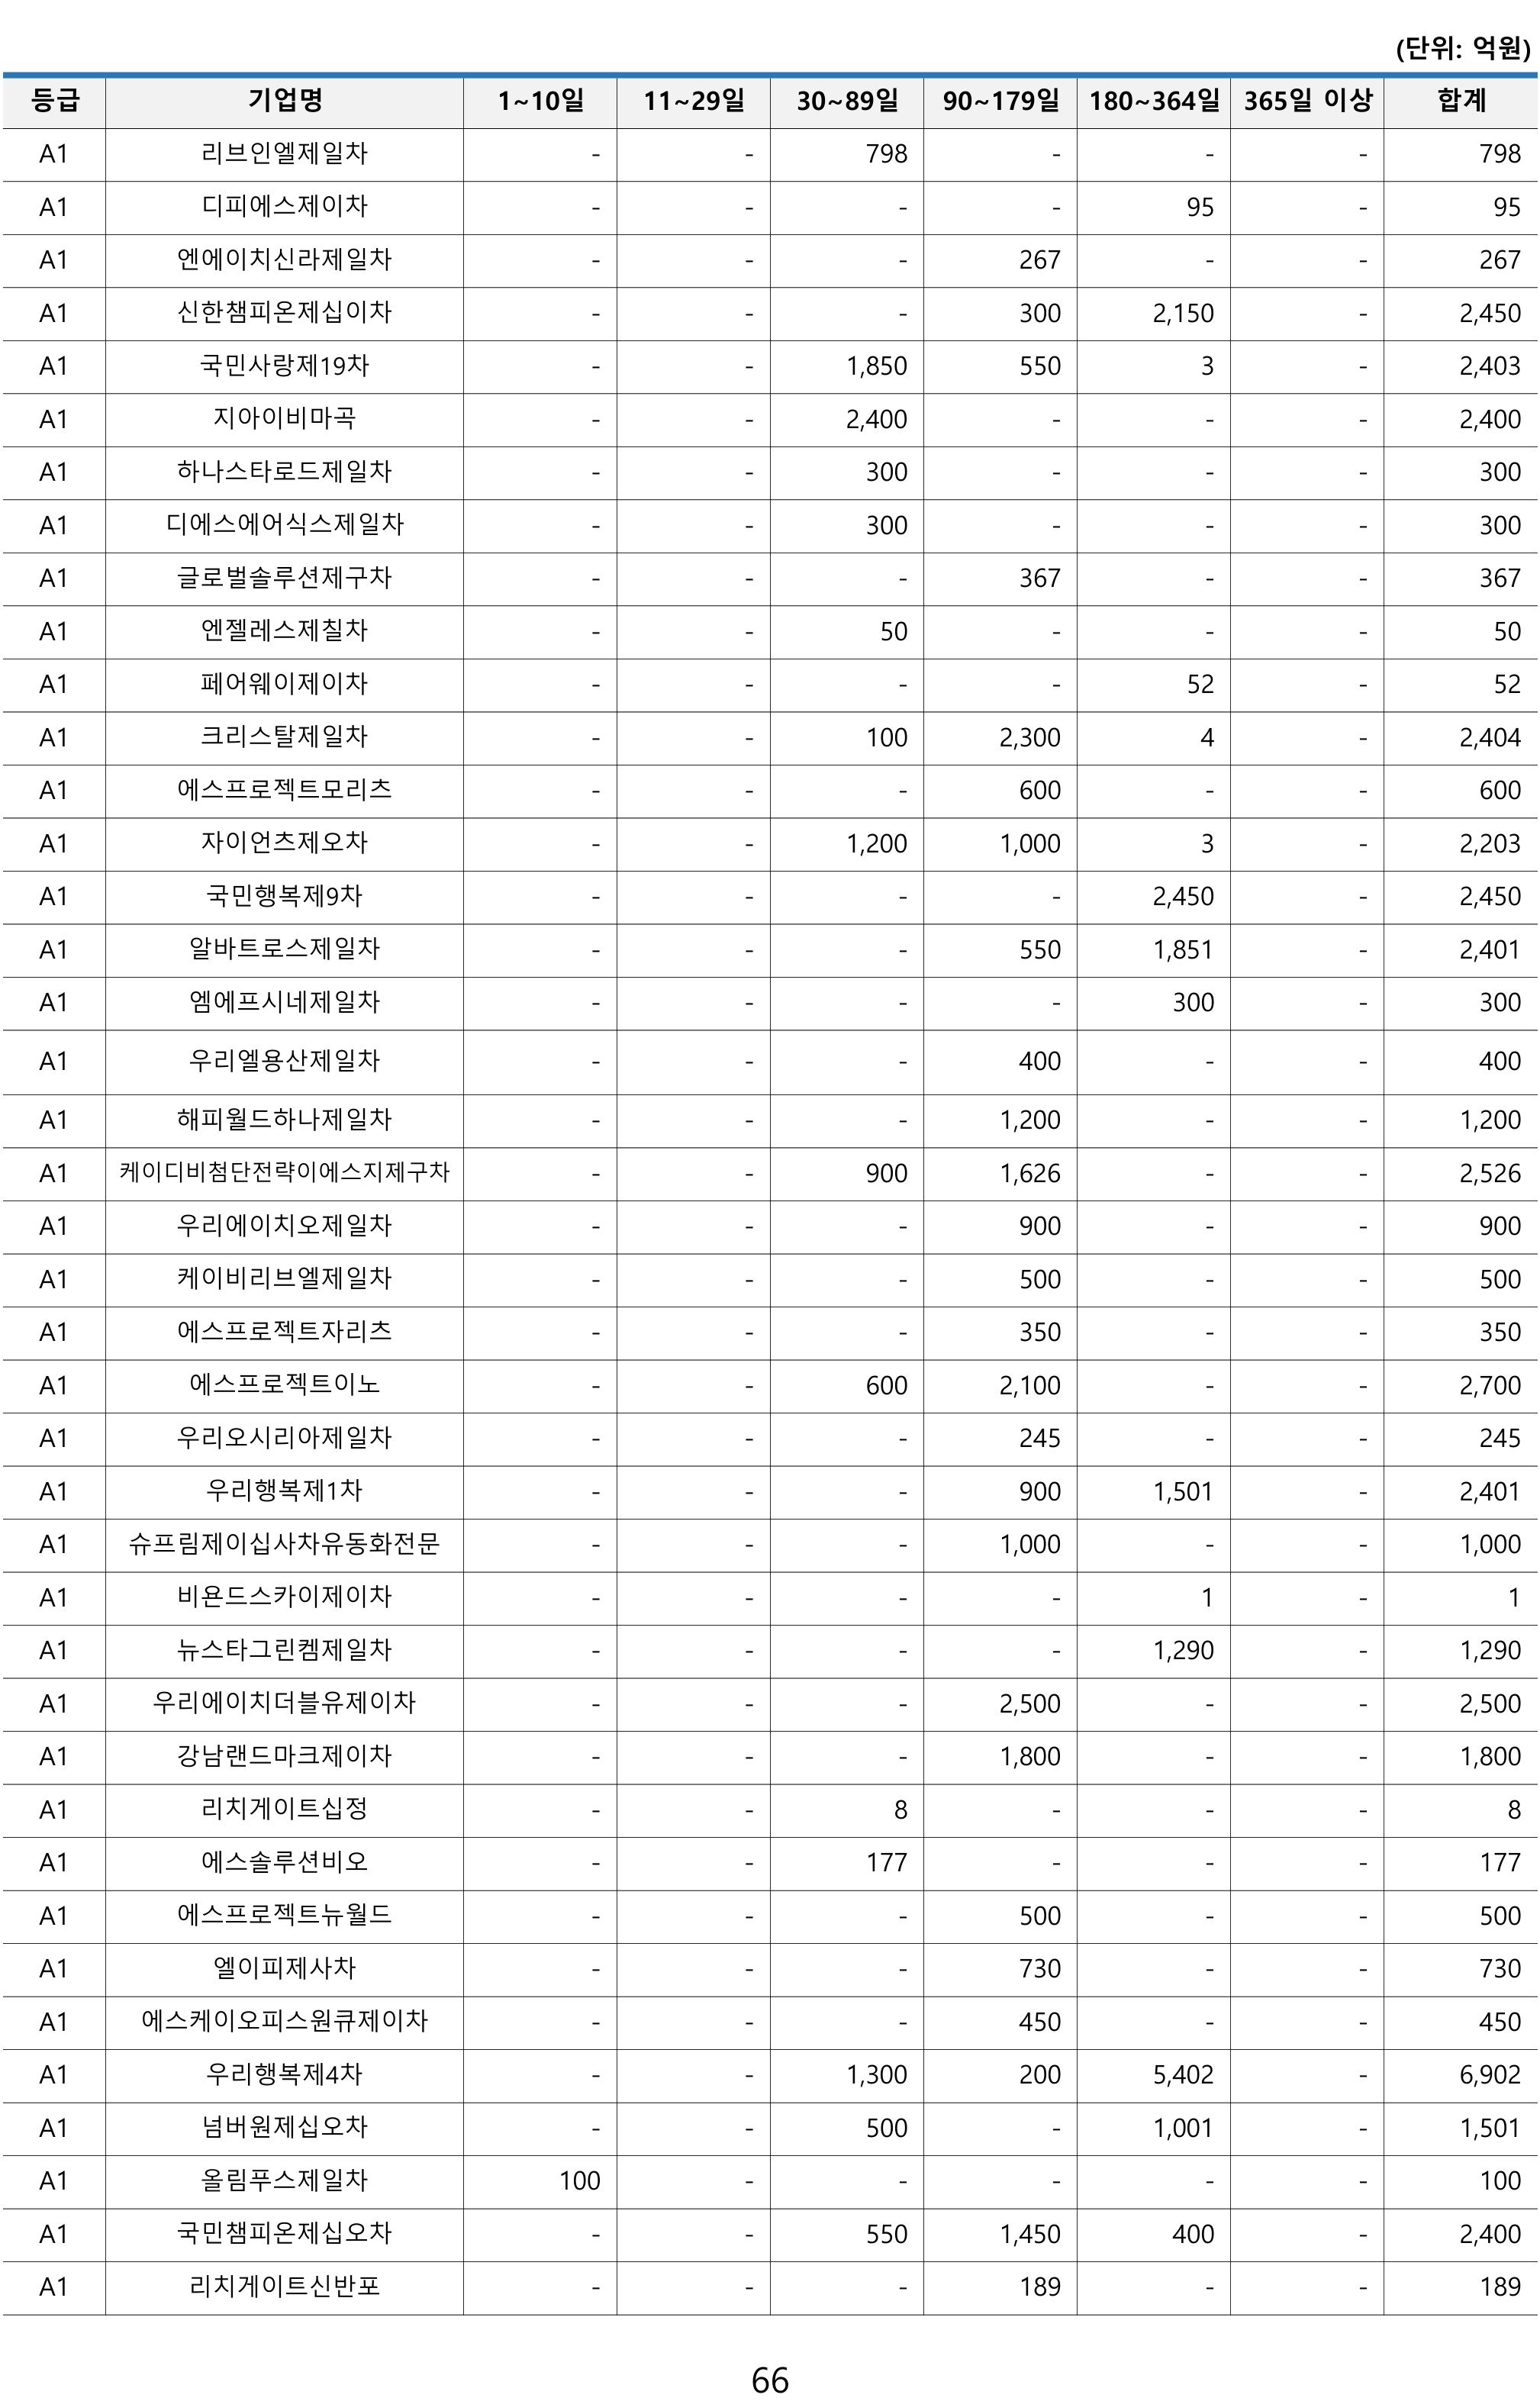 (단위: 억원)
등급 기업명 1~10일 11~29일 30~89일 90~179일 180~364일 365일 이상 합계
A1 리브인엘제일차 - - 798 - - - 798
A1 디피에스제이차 - - - - 95 - 95
A1 엔에이치신라제일차 - - - 267 - - 267
A1 신한챔피온제십이차 - - - 300 2,150 - 2,450
A1 국민사랑제19차 - - 1,850 550 3 - 2,403
A1 지아이비마곡 - - 2,400 - - - 2,400
A1 하나스타로드제일차 - - 300 - - - 300
A1 디에스에어식스제일차 - - 300 - - - 300
A1 글로벌솔루션제구차 - - - 367 - - 367
A1 엔젤레스제칠차 - - 50 - - - 50
A1 페어웨이제이차 - - - - 52 - 52
A1 크리스탈제일차 - - 100 2,300 4 - 2,404
A1 에스프로젝트모리츠 - - - 600 - - 600
A1 자이언츠제오차 - - 1,200 1,000 3 - 2,203
A1 국민행복제9차 - - - - 2,450 - 2,450
A1 알바트로스제일차 - - - 550 1,851 - 2,401
A1 엠에프시네제일차 - - - - 300 - 300
A1 우리엘용산제일차 - - - 400 - - 400
A1 해피월드하나제일차 - - - 1,200 - - 1,200
A1 케이디비첨단전략이에스지제구차 - - 900 1,626 - - 2,526
A1 우리에이치오제일차 - - - 900 - - 900
A1 케이비리브엘제일차 - - - 500 - - 500
A1 에스프로젝트자리츠 - - - 350 - - 350
A1 에스프로젝트이노 - - 600 2,100 - - 2,700
A1 우리오시리아제일차 - - - 245 - - 245
A1 우리행복제1차 - - - 900 1,501 - 2,401
A1 슈프림제이십사차유동화전문 - - - 1,000 - - 1,000
A1 비욘드스카이제이차 - - - - 1 - 1
A1 뉴스타그린켐제일차 - - - - 1,290 - 1,290
A1 우리에이치더블유제이차 - - - 2,500 - - 2,500
A1 강남랜드마크제이차 - - - 1,800 - - 1,800
A1 리치게이트십정 - - 8 - - - 8
A1 에스솔루션비오 - - 177 - - - 177
A1 에스프로젝트뉴월드 - - - 500 - - 500
A1 엘이피제사차 - - - 730 - - 730
A1 에스케이오피스원큐제이차 - - - 450 - - 450
A1 우리행복제4차 - - 1,300 200 5,402 - 6,902
A1 넘버원제십오차 - - 500 - 1,001 - 1,501
A1 올림푸스제일차 100 - - - - - 100
A1 국민챔피온제십오차 - - 550 1,450 400 - 2,400
A1 리치게이트신반포 - - - 189 - - 189
66